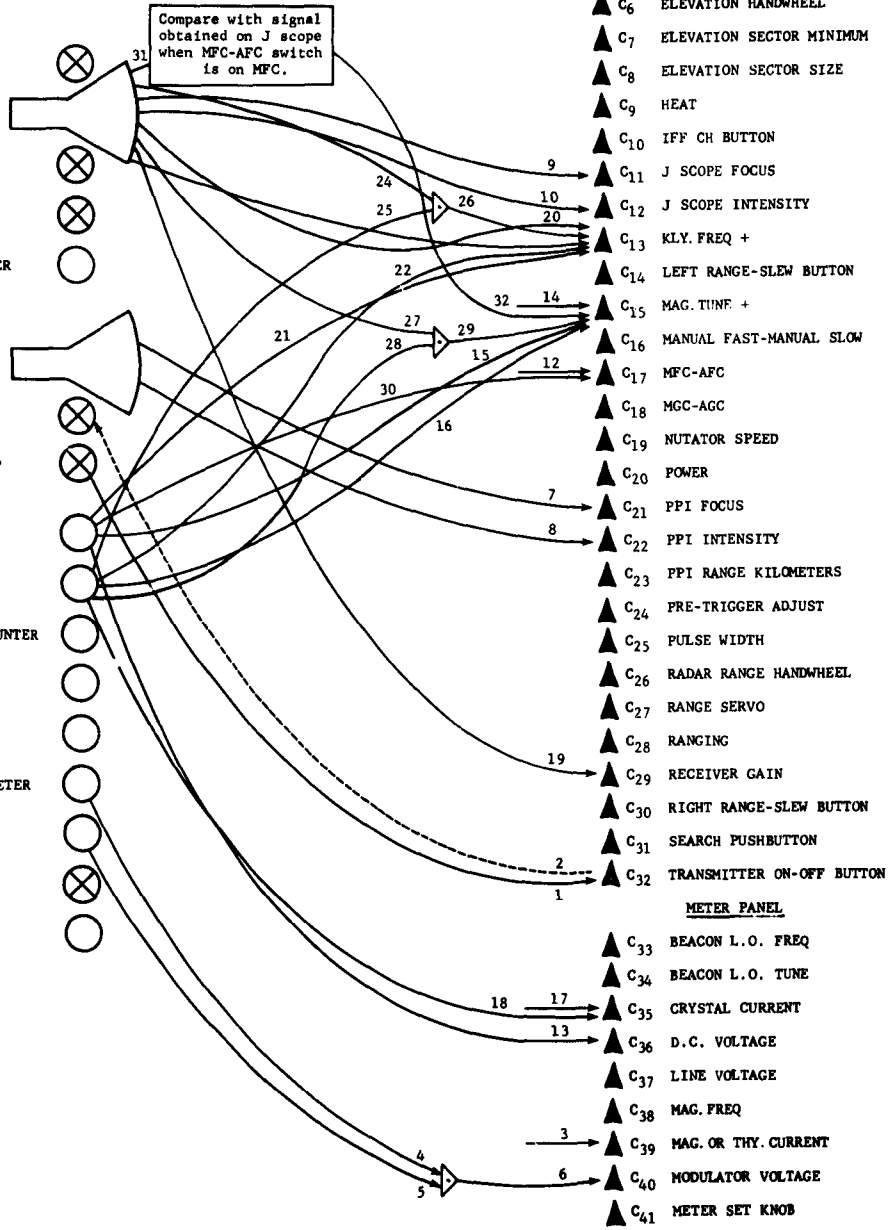 C6 ELEVATION HANDWHEEL
Compare with signal
obtained on J scope
when MFC-AFC switch
is on MFC.
31
C7 ELEVATION SECTOR MINIMUM
C8 ELEVATION SECTOR SIZE
C9 HEAT
C10 IFF CH BUTTON
9
C11 J SCOPE FOCUS
24
10
C12 J SCOPE INTENSITY
25
26
20
C13 KLY. FREQ +
ER
22
C14 LEFT RANGE-SLEW BUTTON
32
14
C15 MAG. TUNE +
27
21
28
29
15
C16 MANUAL FAST-MANUAL SLOW
12
C17 MFC-AFC
30
16
C18 MGC-AGC
C19 NUTATOR SPEED
C20 POWER
7
C21 PPI FOCUS
8
C22 PPI INTENSITY
C23 PPI RANGE KILOMETERS
C24 PRE-TRIGGER ADJUST
UNTER
C25 PULSE WIDTH
C26 RADAR RANGE HANDWHEEL
C27 RANGE SERVO
C28 RANGING
19
C29 RECEIVER GAIN
ETER
C30 RIGHT RANGE-SLEW BUTTON
C31 SEARCH PUSHBUTTON
2
C32 TRANSMITTER ON-OFF BUTTON
1
METER PANEL
C33 BEACON L.O. FREQ
C34 BEACON L.O. TUNE
18
17
C35 CRYSTAL CURRENT
13
C36 D.C. VOLTAGE
C37 LINE VOLTAGE
C38 MAG. FREQ
3
C39 MAG. OR THY. CURRENT
4
5
6
C40 MODULATOR VOLTAGE
C41 METER SET KNOB